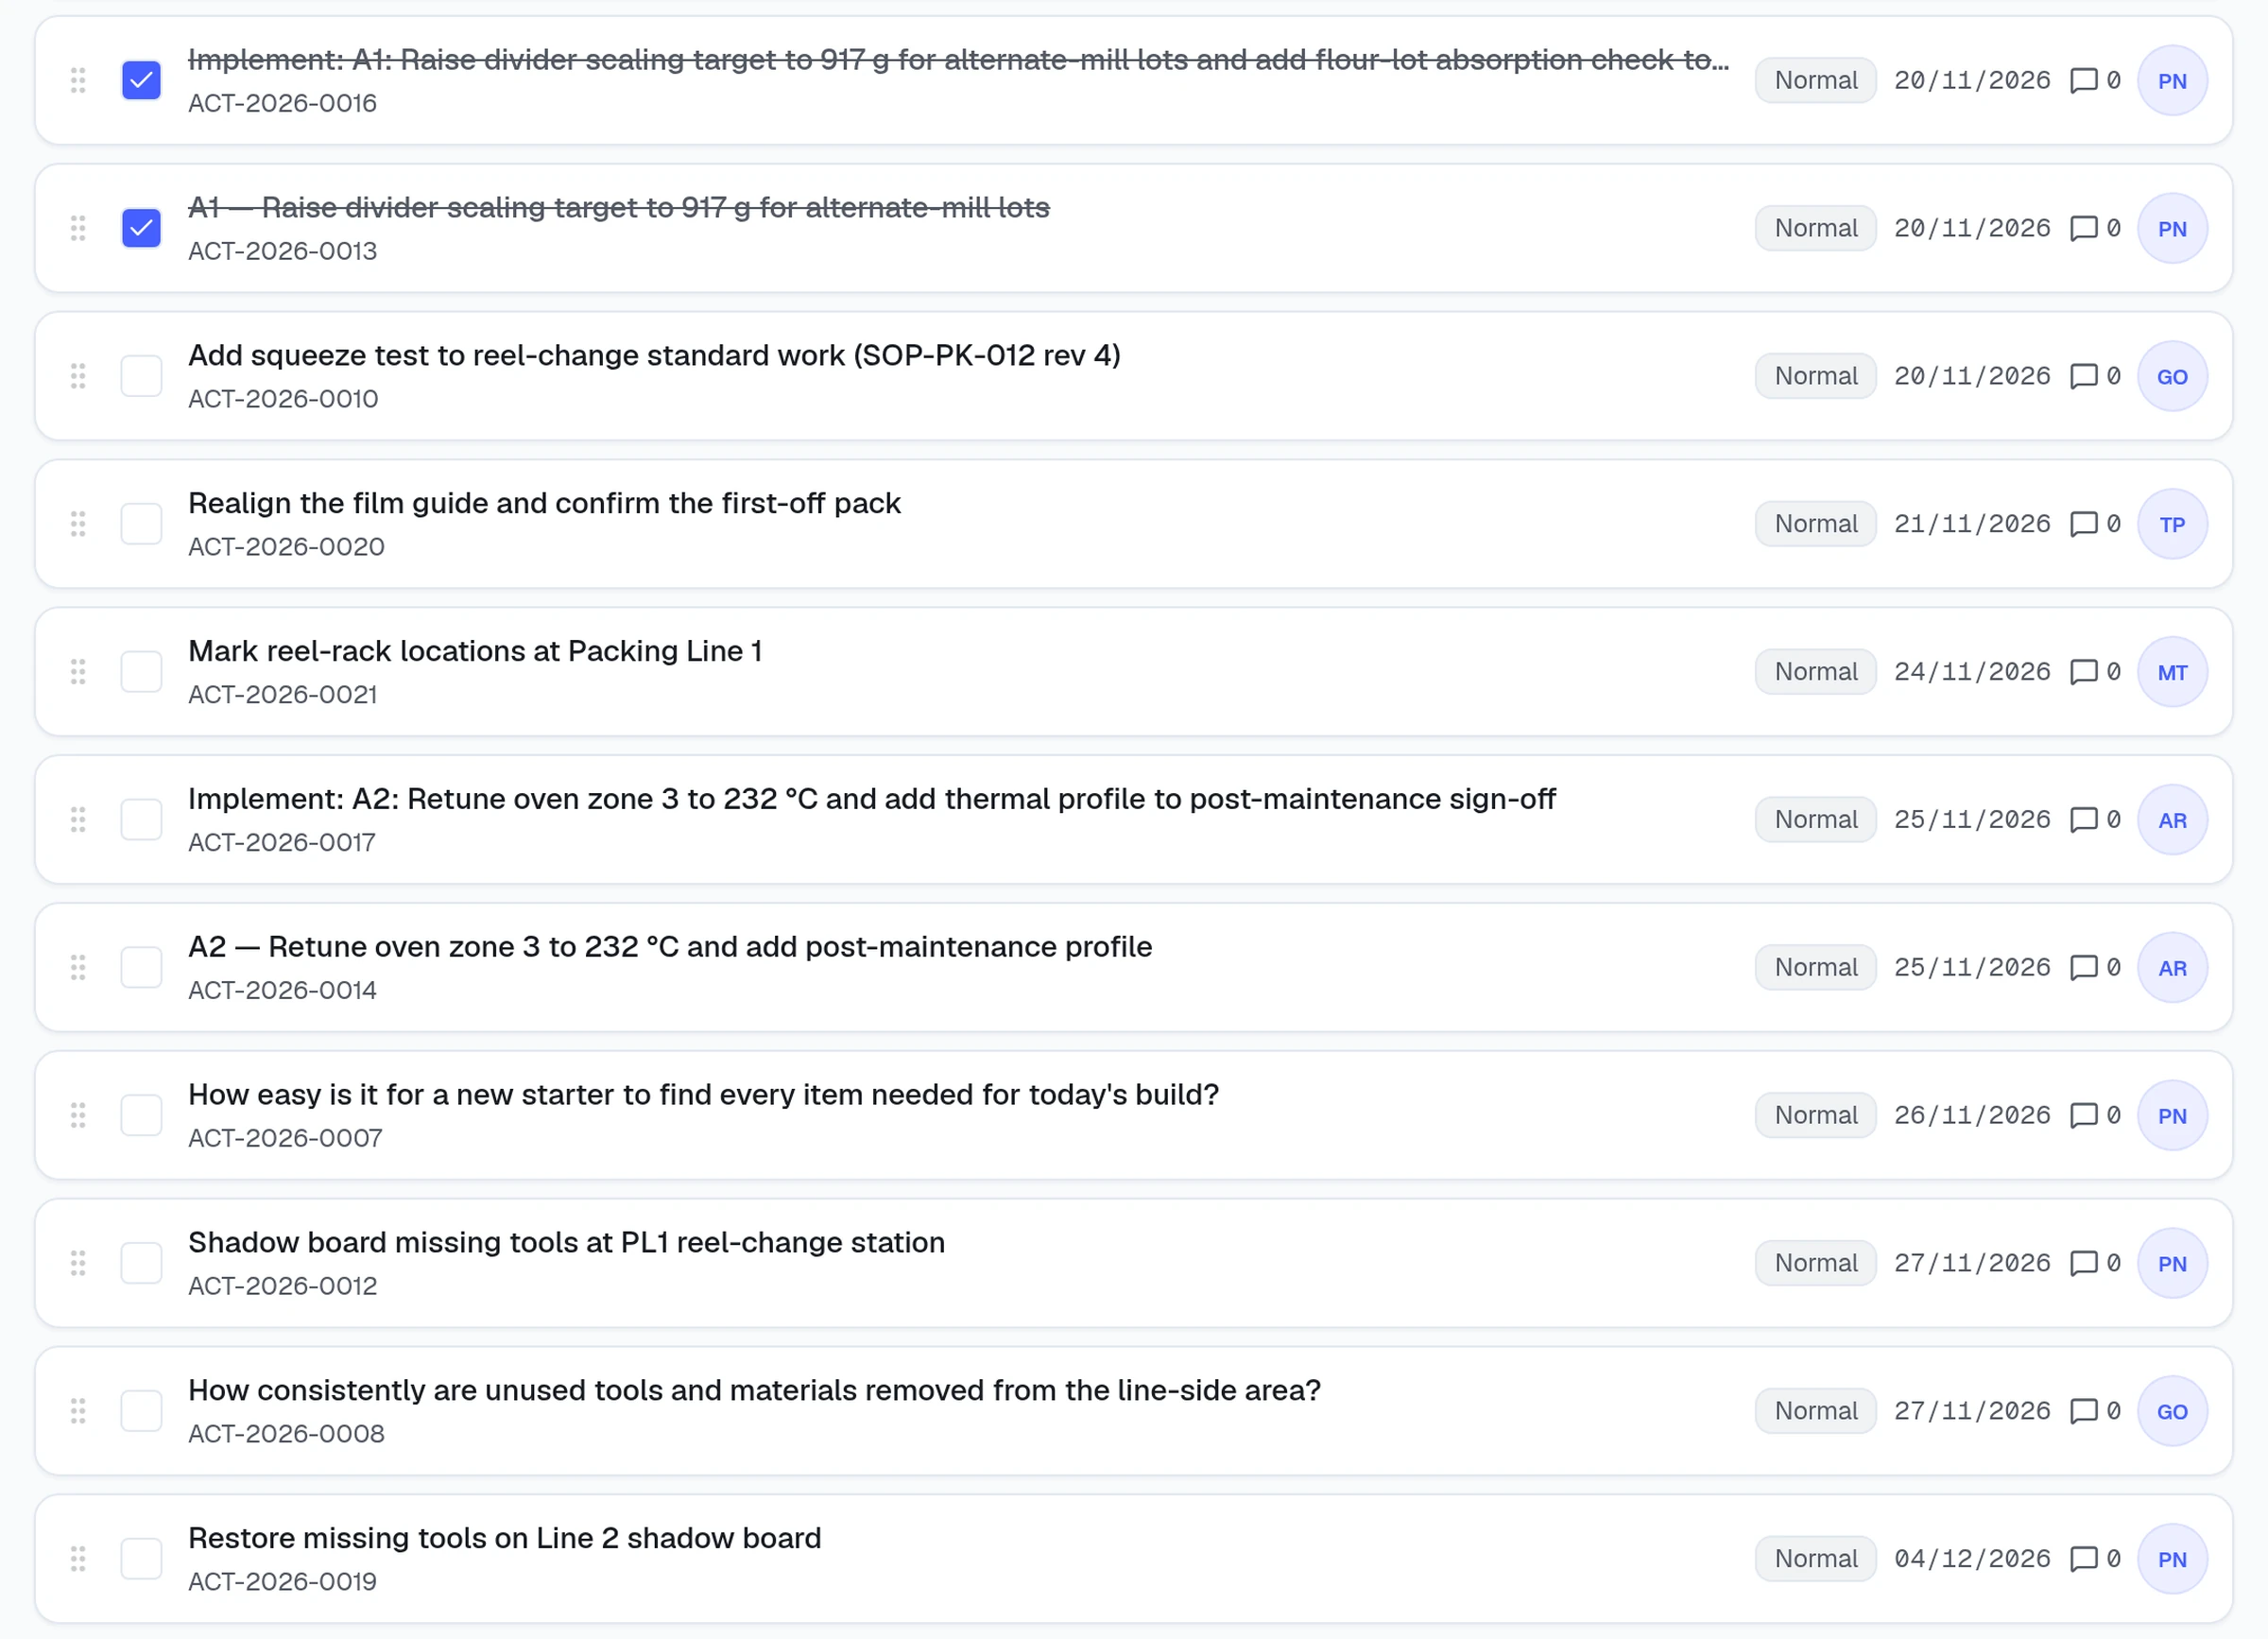 Implement: A1: Raise divider scaling target to 917 g for alternate-mill lots and add flour-lot absorption check to...
ACT-2026-0016
Normal 20/11/2026 0 PN
A1 — Raise divider scaling target to 917 g for alternate-mill lots
ACT-2026-0013
Normal 20/11/2026 0 PN
Add squeeze test to reel-change standard work (SOP-PK-012 rev 4)
ACT-2026-0010
Normal 20/11/2026 0 GO
Realign the film guide and confirm the first-off pack
ACT-2026-0020
Normal 21/11/2026 0 TP
Mark reel-rack locations at Packing Line 1
ACT-2026-0021
Normal 24/11/2026 0 MT
Implement: A2: Retune oven zone 3 to 232 °C and add thermal profile to post-maintenance sign-off
ACT-2026-0017
Normal 25/11/2026 0 AR
A2 — Retune oven zone 3 to 232 °C and add post-maintenance profile
ACT-2026-0014
Normal 25/11/2026 0 AR
How easy is it for a new starter to find every item needed for today's build?
ACT-2026-0007
Normal 26/11/2026 0 PN
Shadow board missing tools at PL1 reel-change station
ACT-2026-0012
Normal 27/11/2026 0 PN
How consistently are unused tools and materials removed from the line-side area?
ACT-2026-0008
Normal 27/11/2026 0 GO
Restore missing tools on Line 2 shadow board
ACT-2026-0019
Normal 04/12/2026 0 PN